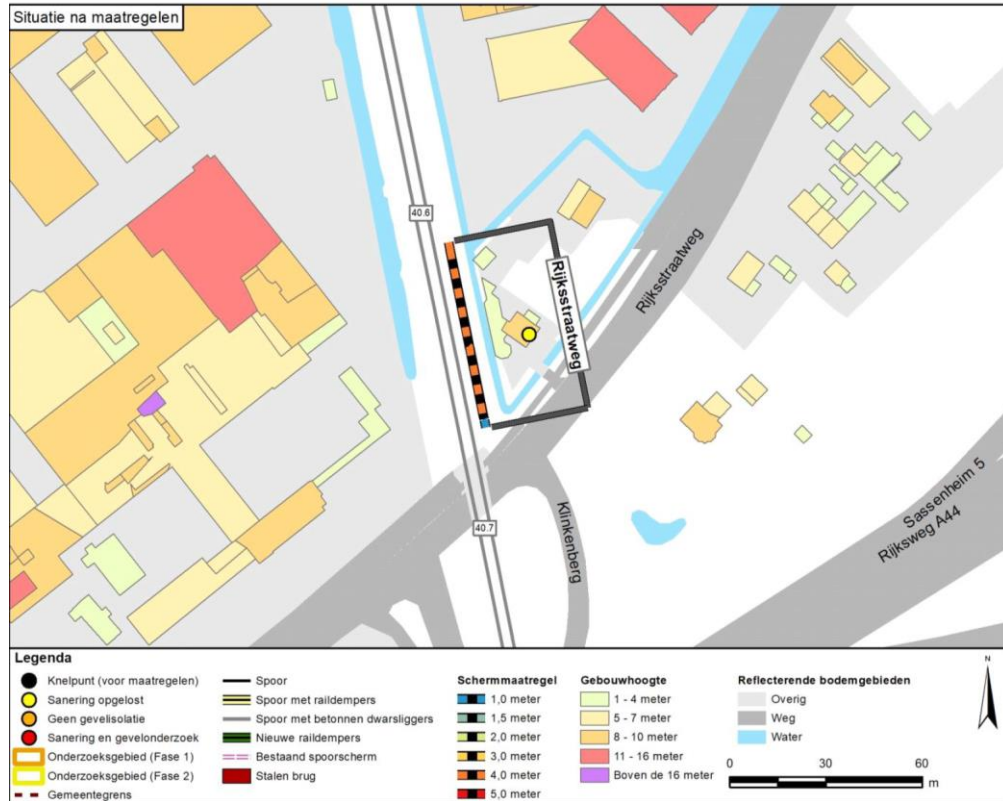 Situatie na maatregelen
40.6
Rijksstraatweg
Rijksstraatweg
40.7
Klinkenberg
Sassenheim 5
Rijksweg A44
Legenda
Knelpunt (voor maatregelen)
Sanering opgelost
Geen gevelisolatie
Sanering en gevelonderzoek
Onderzoeksgebied (Fase 1)
Onderzoeksgebied (Fase 2)
Gemeentegrens
Spoor
Spoor met raildempers
Spoor met betonnen dwarsliggers
Nieuwe raildempers
Bestaand spoorscherm
Stalen brug
Schermmaatregel
1,0 meter
1,5 meter
2,0 meter
3,0 meter
4,0 meter
5,0 meter
Gebouwhoogte
1 - 4 meter
5 - 7 meter
8 - 10 meter
11 - 16 meter
Boven de 16 meter
Reflecterende bodemgebieden
Overig
Weg
Water
N
0 30 60
m